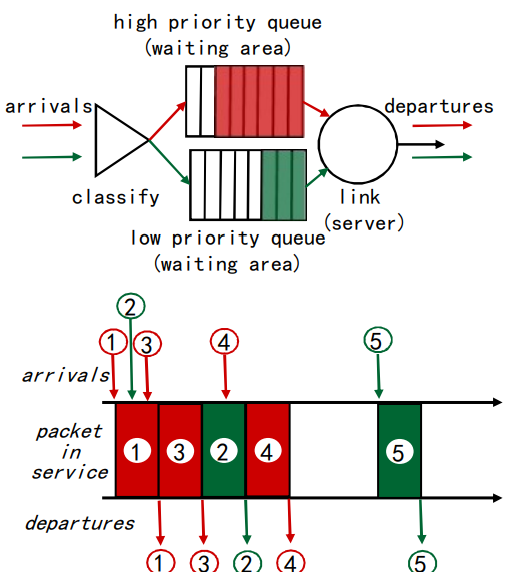 high priority queue
(waiting area)
arrivals
departures
classify
link
(server)
low priority queue
(waiting area)
2
1
3
4
5
arrivals
packet
in
service
1
3
2
4
5
departures
1
3
2
4
5